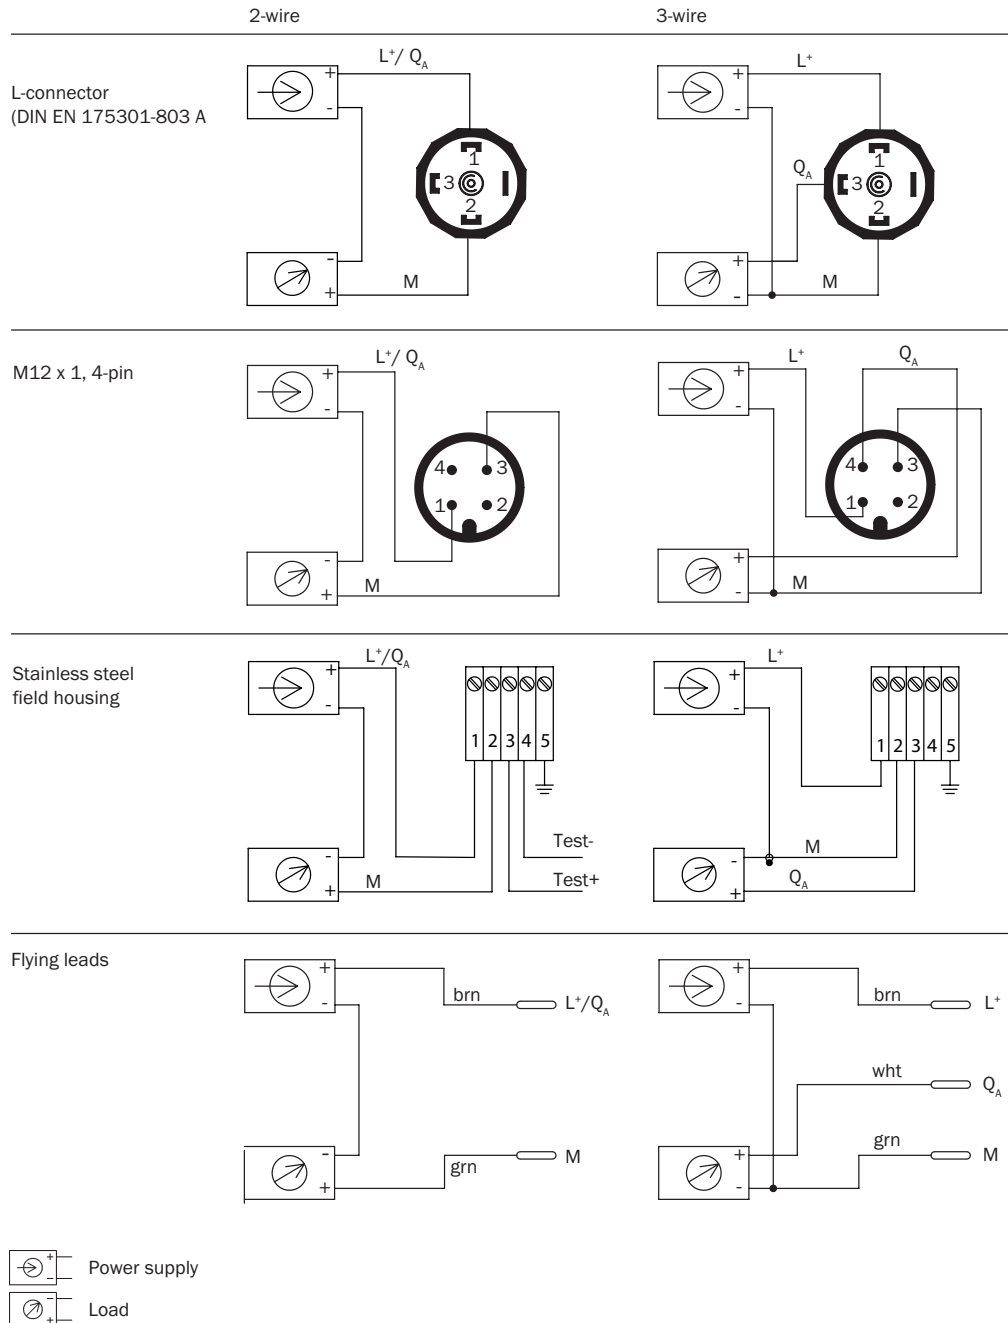 2-wire 3-wire
L-connector
(DIN EN 175301-803 A
+ L⁺/ Qₐ
-
1
3
2
-
+ M
+ L⁺
-
1
Qₐ 3
2
+
- M
M12 x 1, 4-pin
+ L⁺/ Qₐ
-
4 3
1 2
-
+ M
+ L⁺ Qₐ
-
4 3
1 2
+
- M
Stainless steel
field housing
+ L⁺/Qₐ
-
1 2 3 4 5
Test-
-
+ M Test+
+ L⁺
-
1 2 3 4 5
- M
+ Qₐ
Flying leads
+
- brn L⁺/Qₐ
-
+ grn M
+
- brn L⁺
wht Qₐ
+ grn M
-
+
- Power supply
-
+ Load